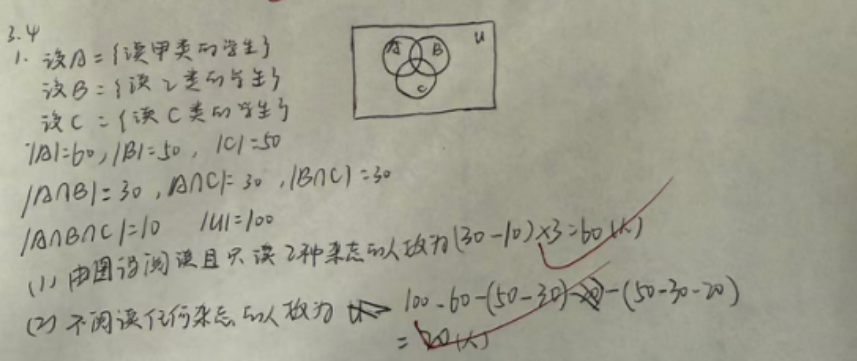 3.4
1. 设A={读甲类的学生}
A B U
设B={读乙类的学生}
C
设C={读C类的学生}
|A|=60,|B|=50,|C|=50
|A∩B|=30,A∩C|=30,|B∩C|=30
|A∩B∩C|=10 |U|=100
(1)由图得阅读且只读2种杂志的人数为(30-10)×3=60(人)
(2)不阅读任何杂志的人数为 100-60-(50-30)-(50-30-20)
=20(人)